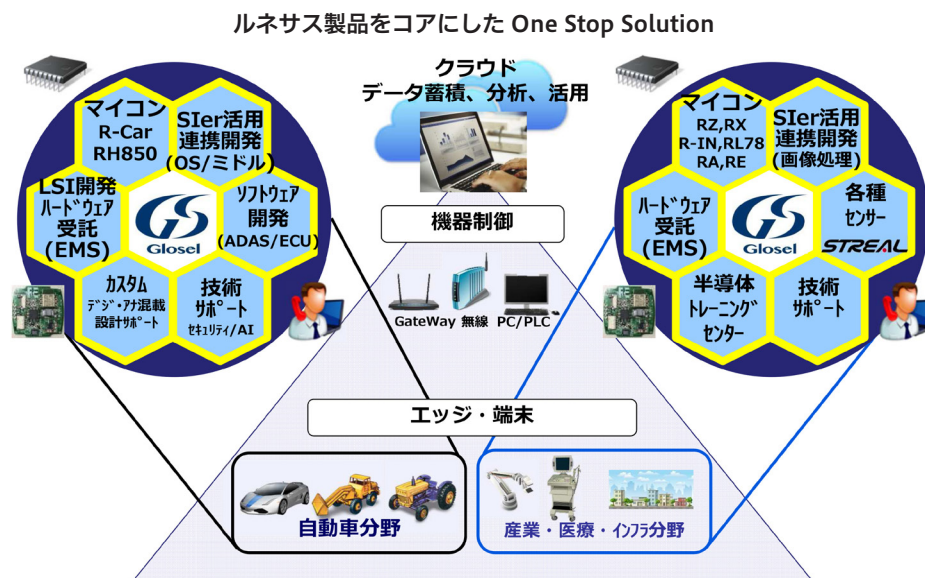 ルネサス製品をコアにした One Stop Solution
マイコン
R-Car
RH850
SIer活用
連携開発
(OS/ミドル)
LSI開発
ﾊｰﾄﾞｳｪｱ
受託
(EMS)
Glosel
ｿﾌﾄｳｪｱ
開発
(ADAS/ECU)
ｶｽﾀﾑ
ﾃﾞｼﾞ・ｱﾅ混載
設計ｻﾎﾟｰﾄ
技術
ｻﾎﾟｰﾄ
ｾｷｭﾘﾃｨ/AI
クラウド
データ蓄積、分析、活用
機器制御
GateWay 無線 PC/PLC
エッジ・端末
自動車分野
産業・医療・ｲﾝﾌﾗ分野
マイコン
RZ,RX
R-IN,RL78
RA,RE
SIer活用
連携開発
(画像処理)
ﾊｰﾄﾞｳｪｱ
受託
(EMS)
Glosel
各種
ｾﾝｻｰ
STREAL
半導体
ﾄﾚｰﾆﾝｸﾞ
ｾﾝﾀｰ
技術
ｻﾎﾟｰﾄ